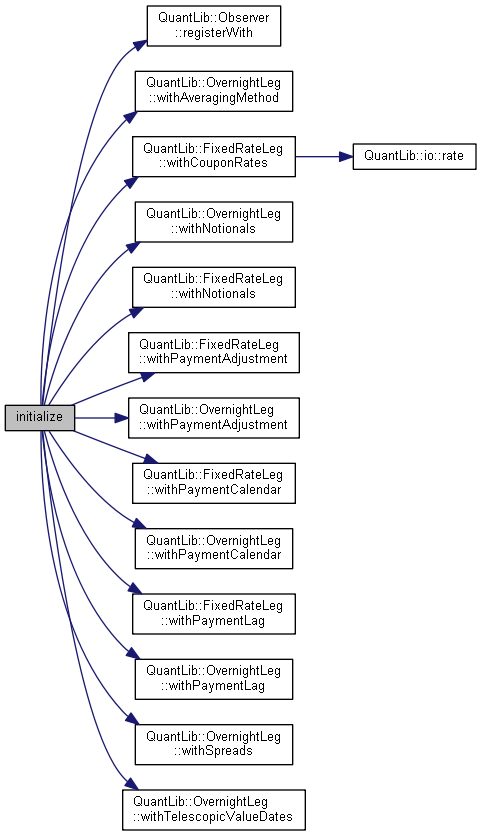 QuantLib::Observer
::registerWith
QuantLib::OvernightLeg
::withAveragingMethod
QuantLib::FixedRateLeg
::withCouponRates
QuantLib::io::rate
QuantLib::OvernightLeg
::withNotionals
QuantLib::FixedRateLeg
::withNotionals
QuantLib::FixedRateLeg
::withPaymentAdjustment
initialize
QuantLib::OvernightLeg
::withPaymentAdjustment
QuantLib::FixedRateLeg
::withPaymentCalendar
QuantLib::OvernightLeg
::withPaymentCalendar
QuantLib::FixedRateLeg
::withPaymentLag
QuantLib::OvernightLeg
::withPaymentLag
QuantLib::OvernightLeg
::withSpreads
QuantLib::OvernightLeg
::withTelescopicValueDates